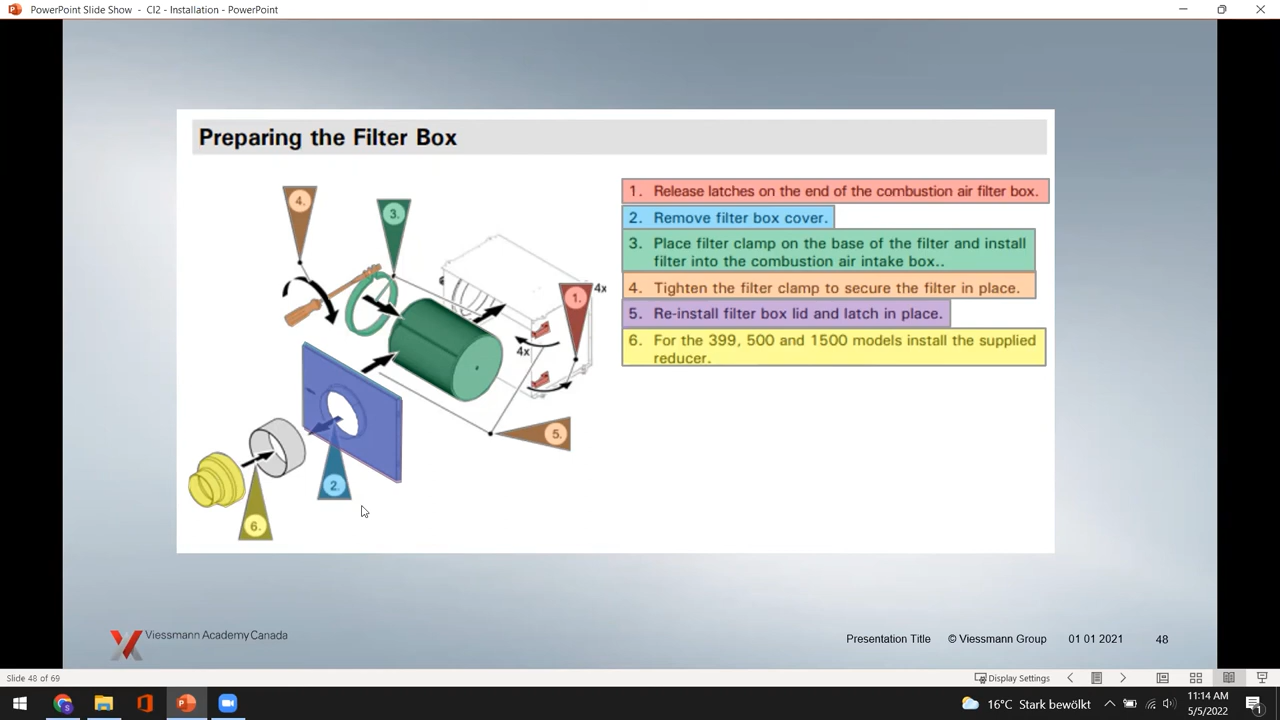 PowerPoint Slide Show - CI2 - Installation - PowerPoint
Preparing the Filter Box
4.
3.
1.
4x
4x
5.
2.
6.
1. Release latches on the end of the combustion air filter box.
2. Remove filter box cover.
3. Place filter clamp on the base of the filter and install
filter into the combustion air intake box..
4. Tighten the filter clamp to secure the filter in place.
5. Re-install filter box lid and latch in place.
6. For the 399, 500 and 1500 models install the supplied
reducer.
Viessmann Academy Canada
Presentation Title © Viessmann Group 01 01 2021 48
Slide 48 of 69
Display Settings
16°C Stark bewölkt
11:14 AM
5/5/2022
1